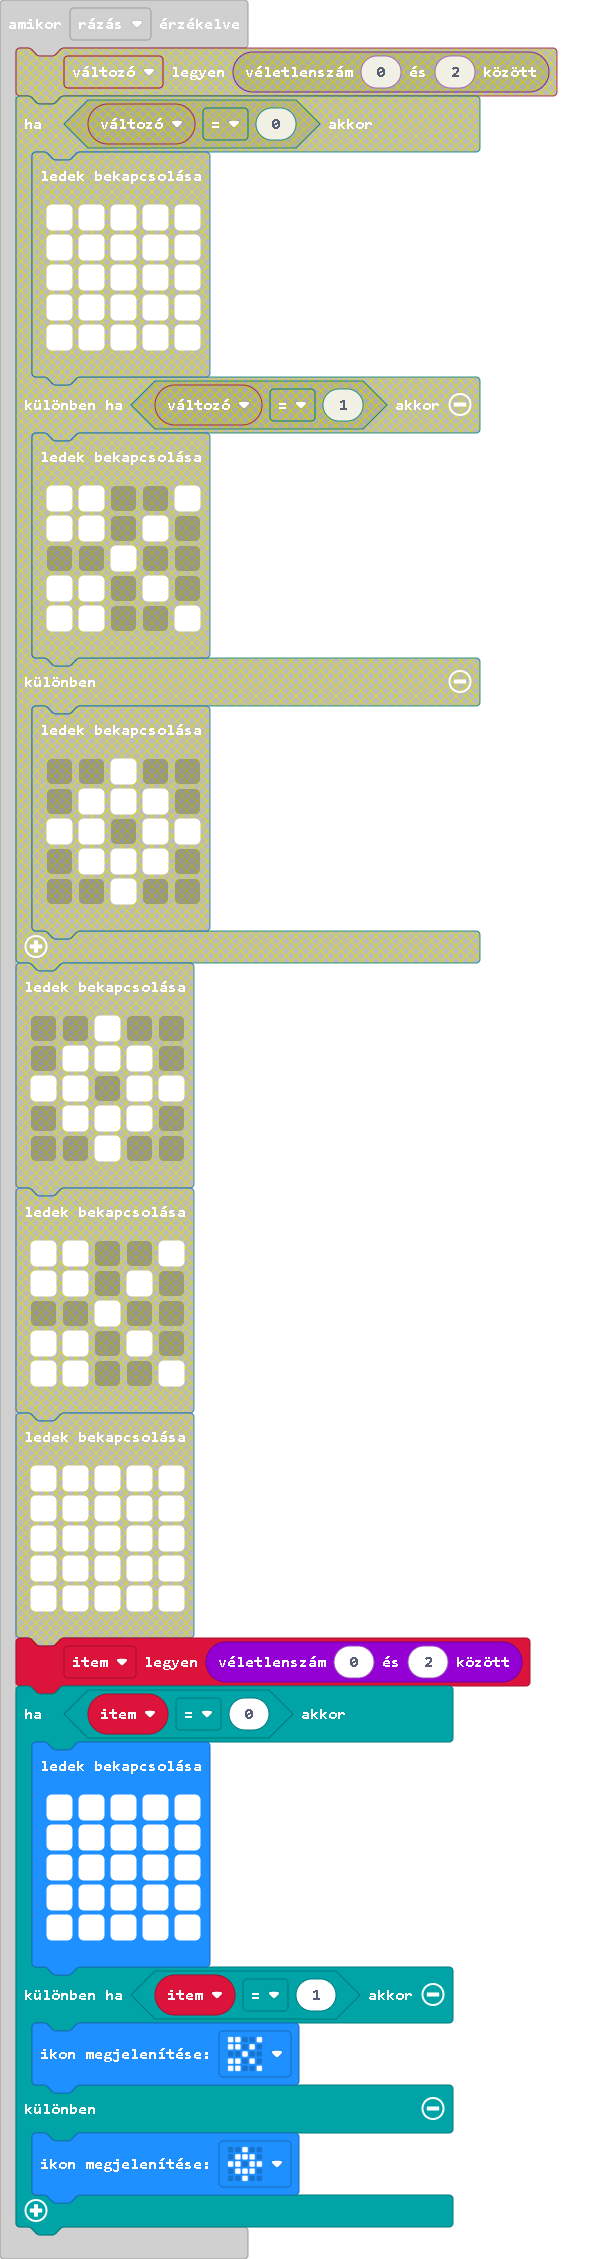 amikor rázás érzékelve
változó legyen véletlenszám 0 és 2 között
ha változó = 0 akkor
ledek bekapcsolása
különben ha változó = 1 akkor
ledek bekapcsolása
különben
ledek bekapcsolása
ledek bekapcsolása
ledek bekapcsolása
ledek bekapcsolása
item legyen véletlenszám 0 és 2 között
ha item = 0 akkor
ledek bekapcsolása
különben ha item = 1 akkor
ikon megjelenítése:
különben
ikon megjelenítése: